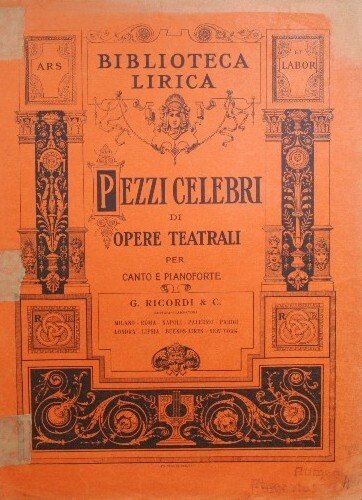 ARS
ET
LABOR
BIBLIOTECA
LIRICA
PEZZI CELEBRI
DI
OPERE TEATRALI
PER
CANTO E PIANOFORTE
G. RICORDI & C.
MILANO - ROMA - NAPOLI - PALERMO - PARIGI
LONDRA - LIPSIA - BUENOS-AIRES - NEW-YORK
R
R